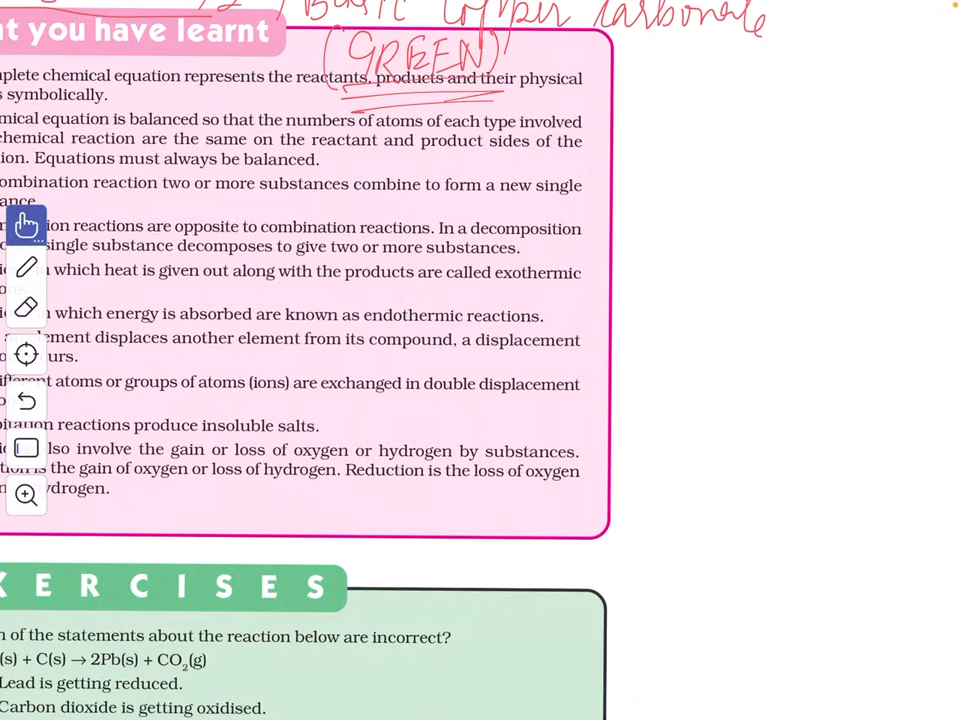 Basic Copper Carbonate
t you have learnt
(GREEN)
plete chemical equation represents the reactants, products and their physical
s symbolically.
mical equation is balanced so that the numbers of atoms of each type involved
chemical reaction are the same on the reactant and product sides of the
ion. Equations must always be balanced.
ombination reaction two or more substances combine to form a new single
ance.
ion reactions are opposite to combination reactions. In a decomposition
single substance decomposes to give two or more substances.
which heat is given out along with the products are called exothermic
ons.
which energy is absorbed are known as endothermic reactions.
ement displaces another element from its compound, a displacement
urs.
ifferent atoms or groups of atoms (ions) are exchanged in double displacement
pitation reactions produce insoluble salts.
lso involve the gain or loss of oxygen or hydrogen by substances.
tion is the gain of oxygen or loss of hydrogen. Reduction is the loss of oxygen
ydrogen.
X E R C I S E S
of the statements about the reaction below are incorrect?
(s) + C(s) → 2Pb(s) + CO₂(g)
Lead is getting reduced.
Carbon dioxide is getting oxidised.